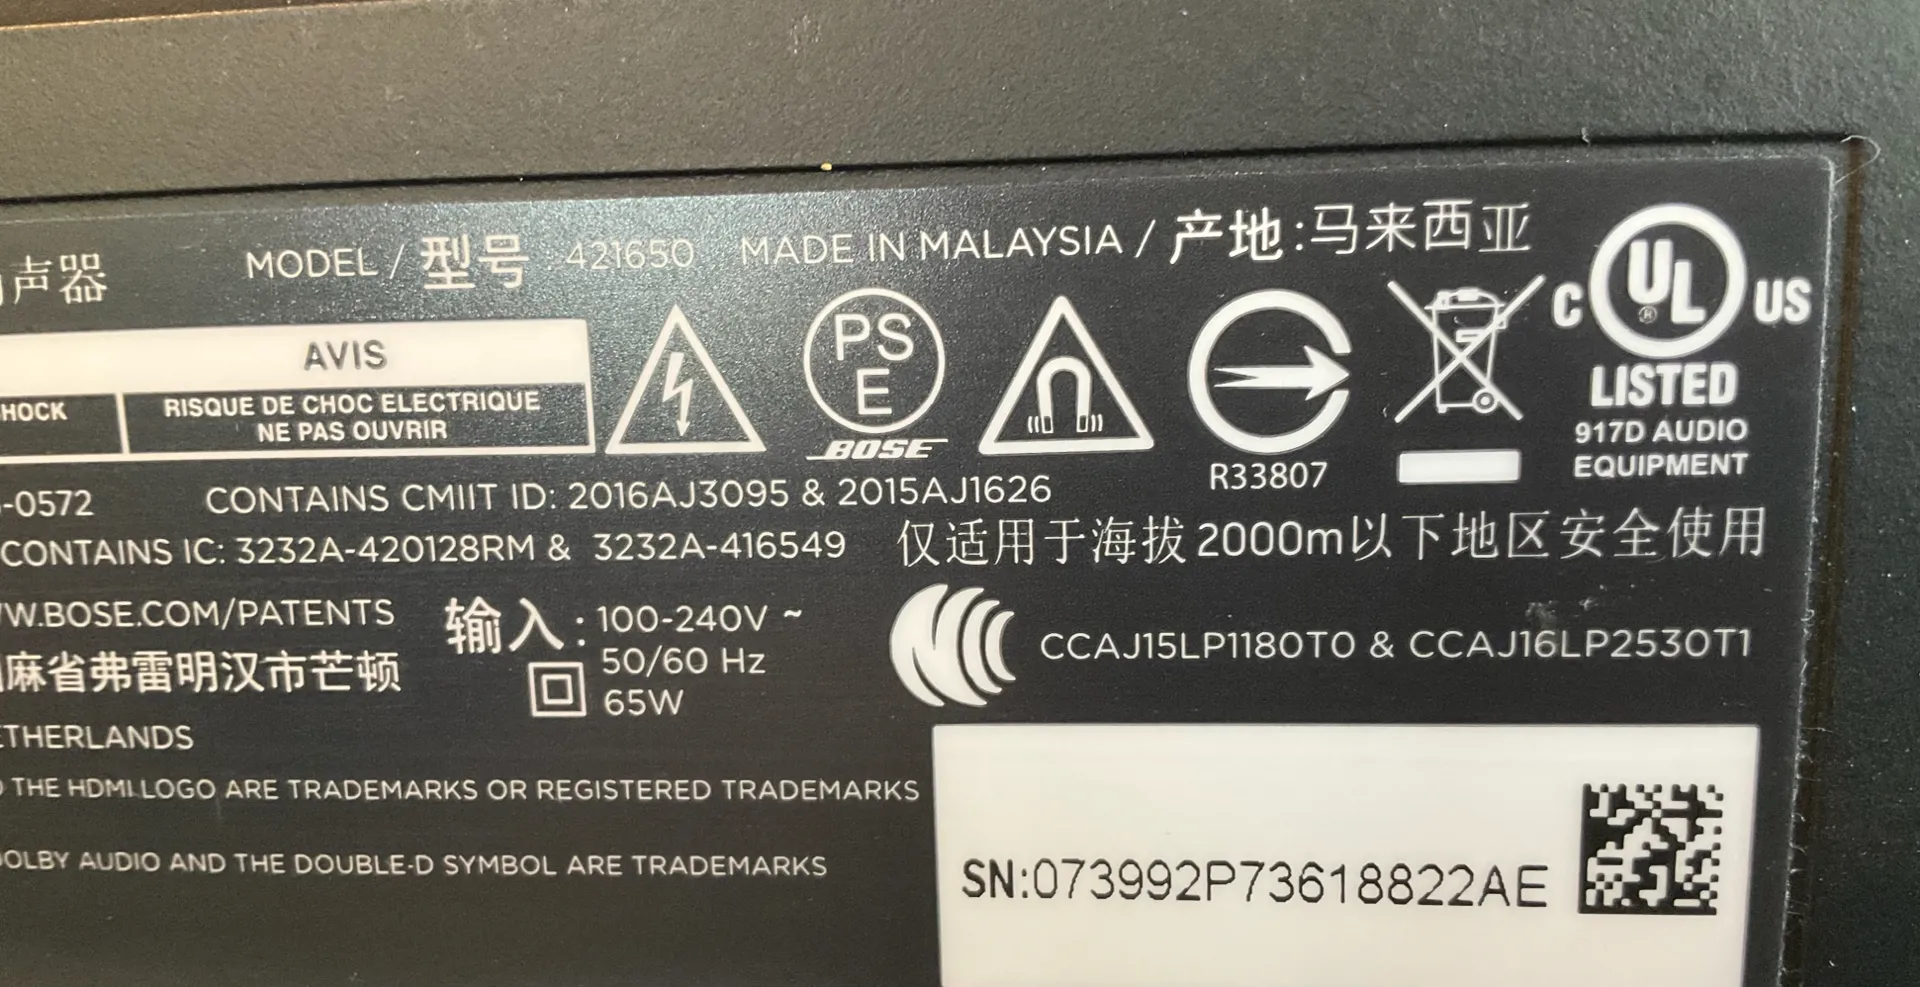 声器 MODEL / 型号 : 421650 MADE IN MALAYSIA / 产地:马来西亚
C UL ® US
LISTED
917D AUDIO
EQUIPMENT
AVIS
HOCK
RISQUE DE CHOC ELECTRIQUE
NE PAS OUVRIR
PS
E
BOSE
R33807
-0572 CONTAINS CMIIT ID: 2016AJ3095 & 2015AJ1626
CONTAINS IC: 3232A-420128RM & 3232A-416549 仅适用于海拔2000m以下地区安全使用
W.BOSE.COM/PATENTS
麻省弗雷明汉市芒顿
输入: 100-240V ~
50/60 Hz
65W
CCAJ15LP1180T0 & CCAJ16LP2530T1
ETHERLANDS
THE HDMI LOGO ARE TRADEMARKS OR REGISTERED TRADEMARKS
OLBY AUDIO AND THE DOUBLE-D SYMBOL ARE TRADEMARKS
SN:073992P73618822AE